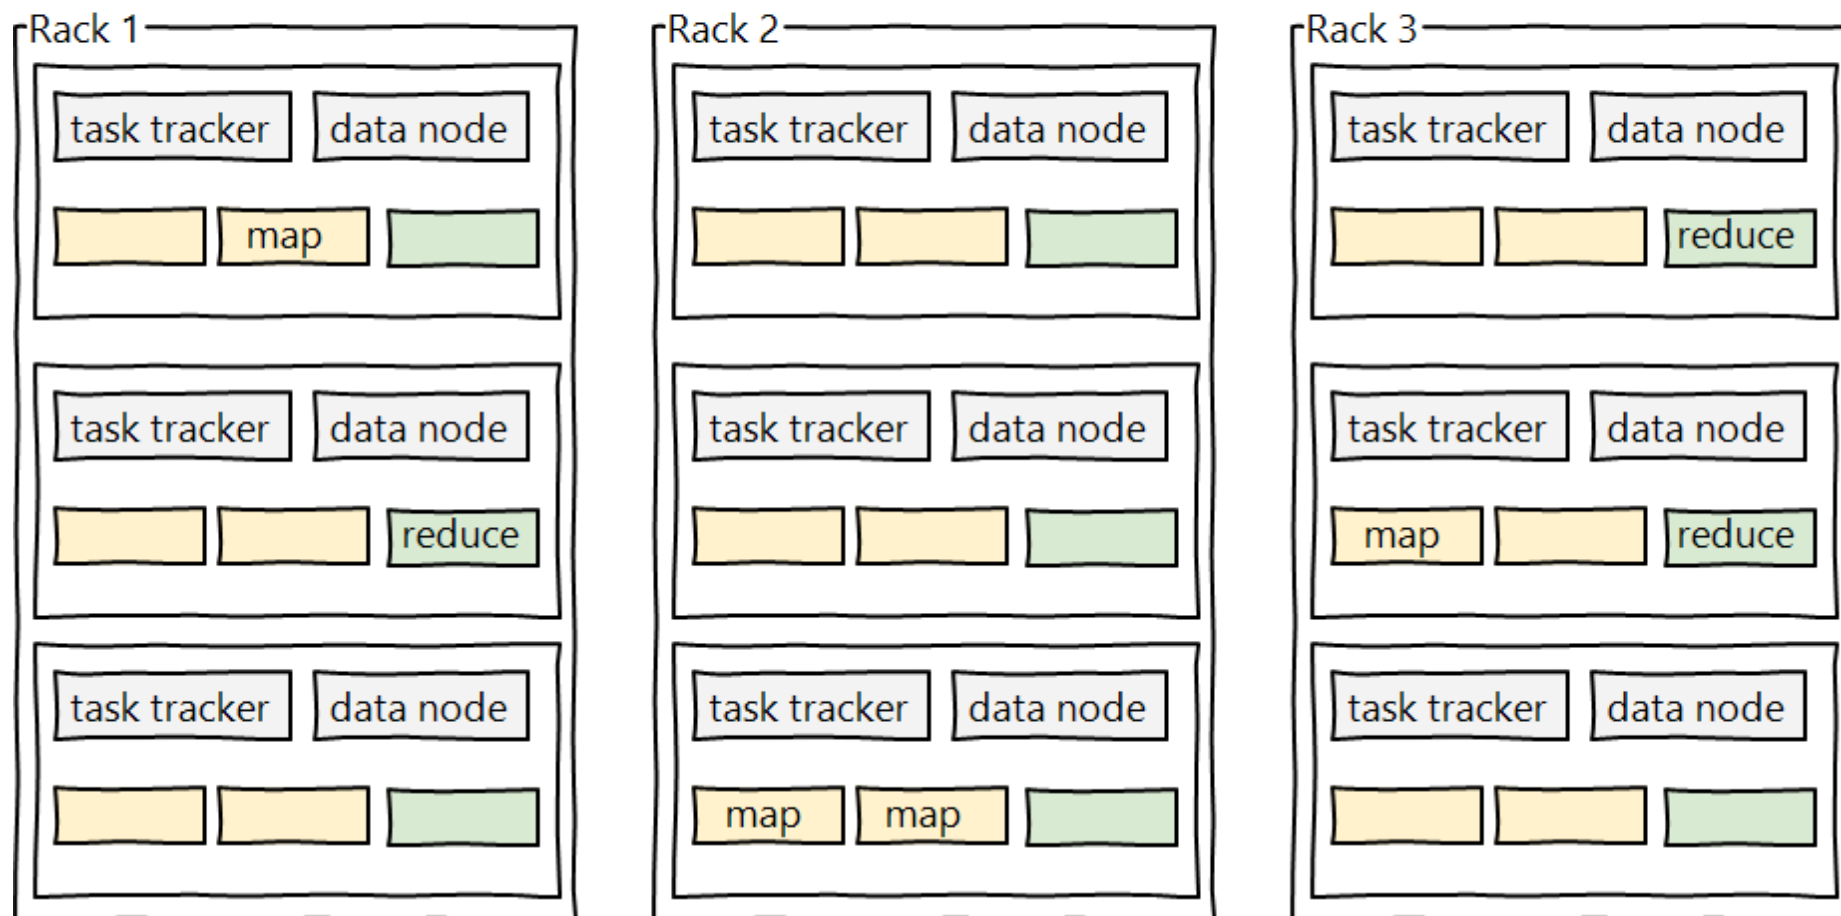 Rack 1
task tracker data node
map
task tracker data node
reduce
task tracker data node
Rack 2
task tracker data node
task tracker data node
task tracker data node
map map
Rack 3
task tracker data node
reduce
task tracker data node
map reduce
task tracker data node